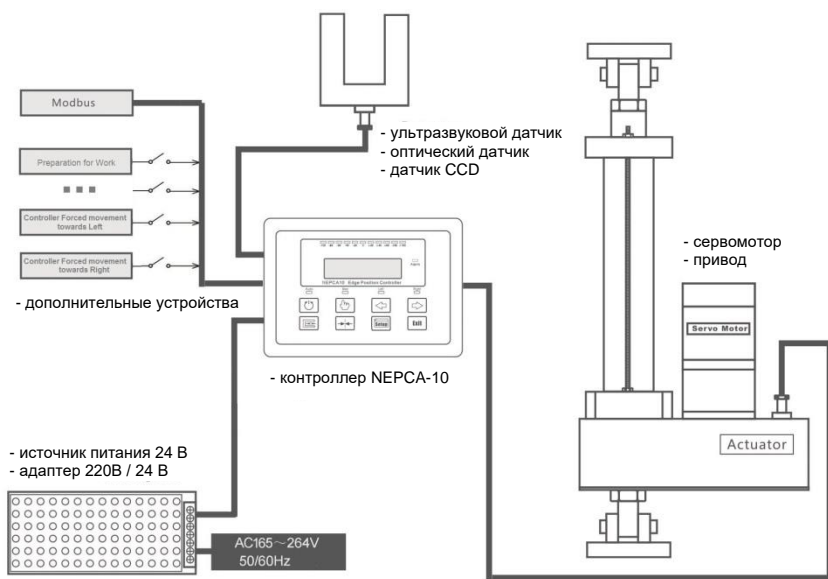 Modbus
Preparation for Work
Controller Forced movement
towards Left
Controller Forced movement
towards Right
- дополнительные устройства
- ультразвуковой датчик
- оптический датчик
- датчик CCD
NEPCA10 Edge Position Controller
Setup
Exit
- контроллер NEPCA-10
- сервомотор
- привод
Servo Motor
Actuator
- источник питания 24 В
- адаптер 220В / 24 В
AC165～264V
50/60Hz